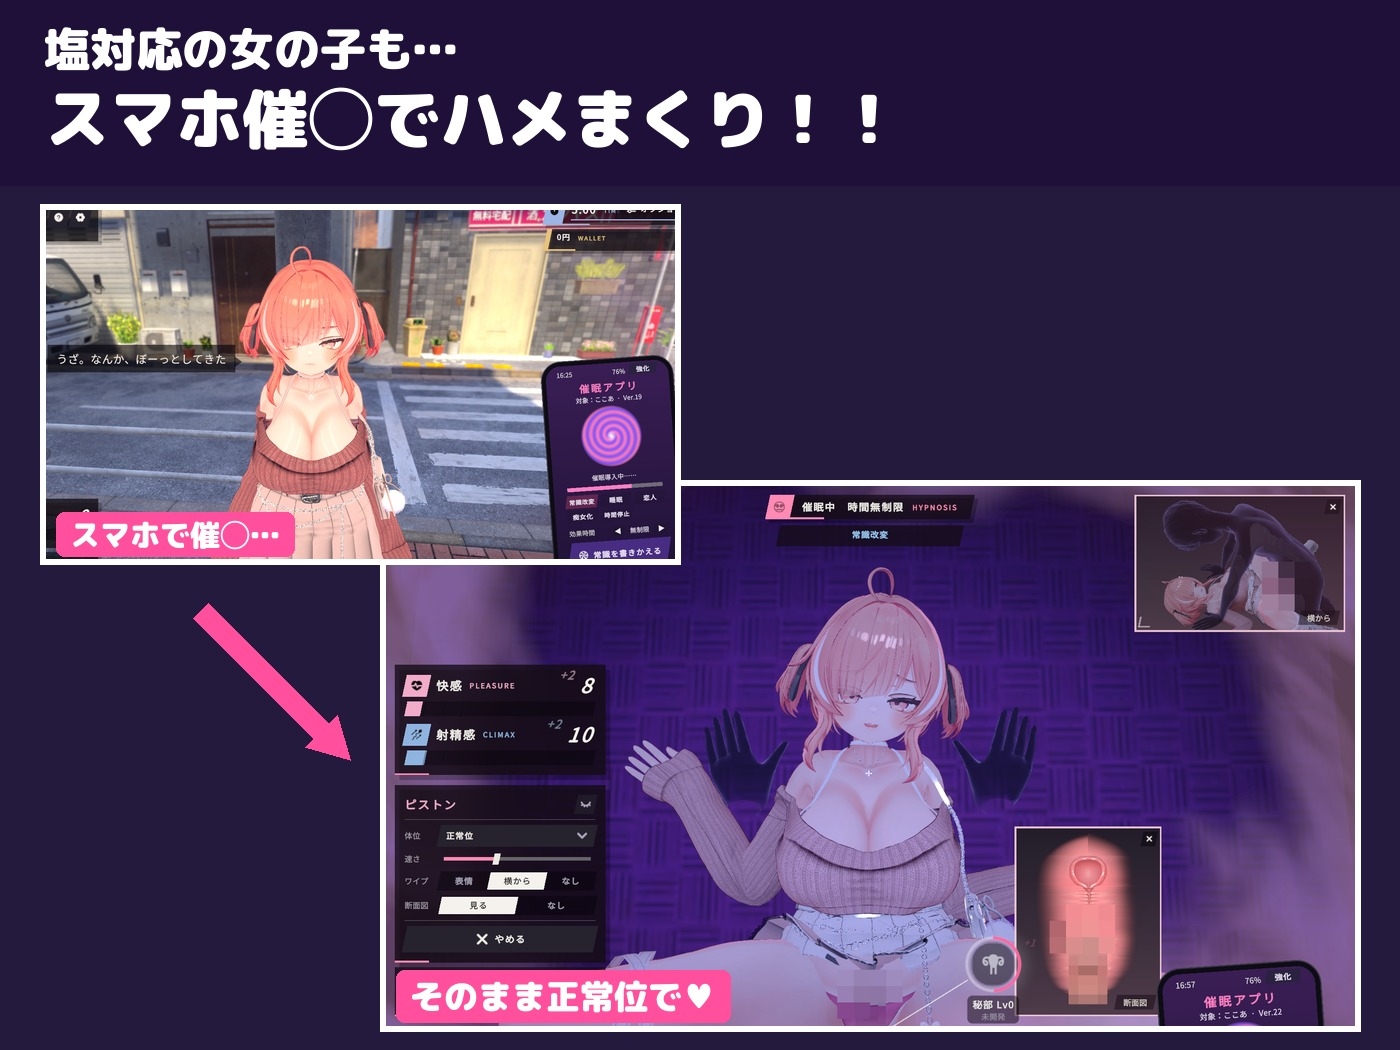 塩対応の女の子も…
スマホ催◯でハメまくり！！
無料宅配
酒
0円 WALLET
うざ。なんか、ぼーっとしてきた
16:25 76% 強化
催眠アプリ
対象：ここあ · Ver.19
催眠導入中……
常識改変 睡眠 恋人
痴女化 時間停止
効果時間 ◀ 無制限 ▶
常識を書きかえる
スマホで催◯…
催眠中 時間無制限 HYPNOSIS
常識改変
横から
快感 PLEASURE +2 8
射精感 CLIMAX +2 10
ピストン
体位 正常位
速さ
ワイプ 表情 横から なし
断面図 見る なし
✕ やめる
そのまま正常位で♥
+1
秘部 Lv0
未開発
断面図
16:57 76% 強化
催眠アプリ
対象：ここあ · Ver.22